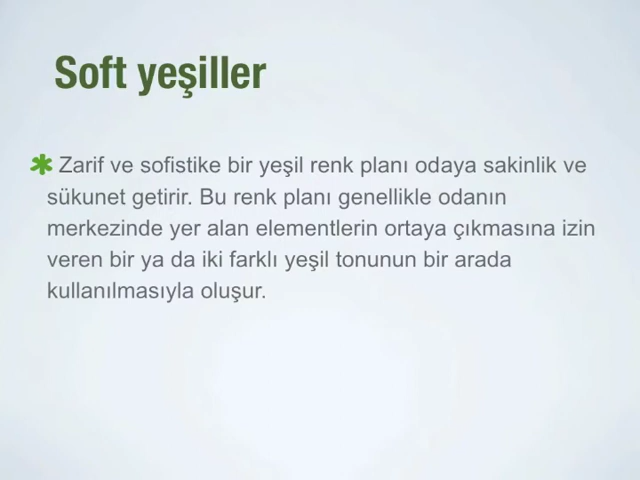 Soft yeşiller
Zarif ve sofistike bir yeşil renk planı odaya sakinlik ve
sükunet getirir. Bu renk planı genellikle odanın
merkezinde yer alan elementlerin ortaya çıkmasına izin
veren bir ya da iki farklı yeşil tonunun bir arada
kullanılmasıyla oluşur.